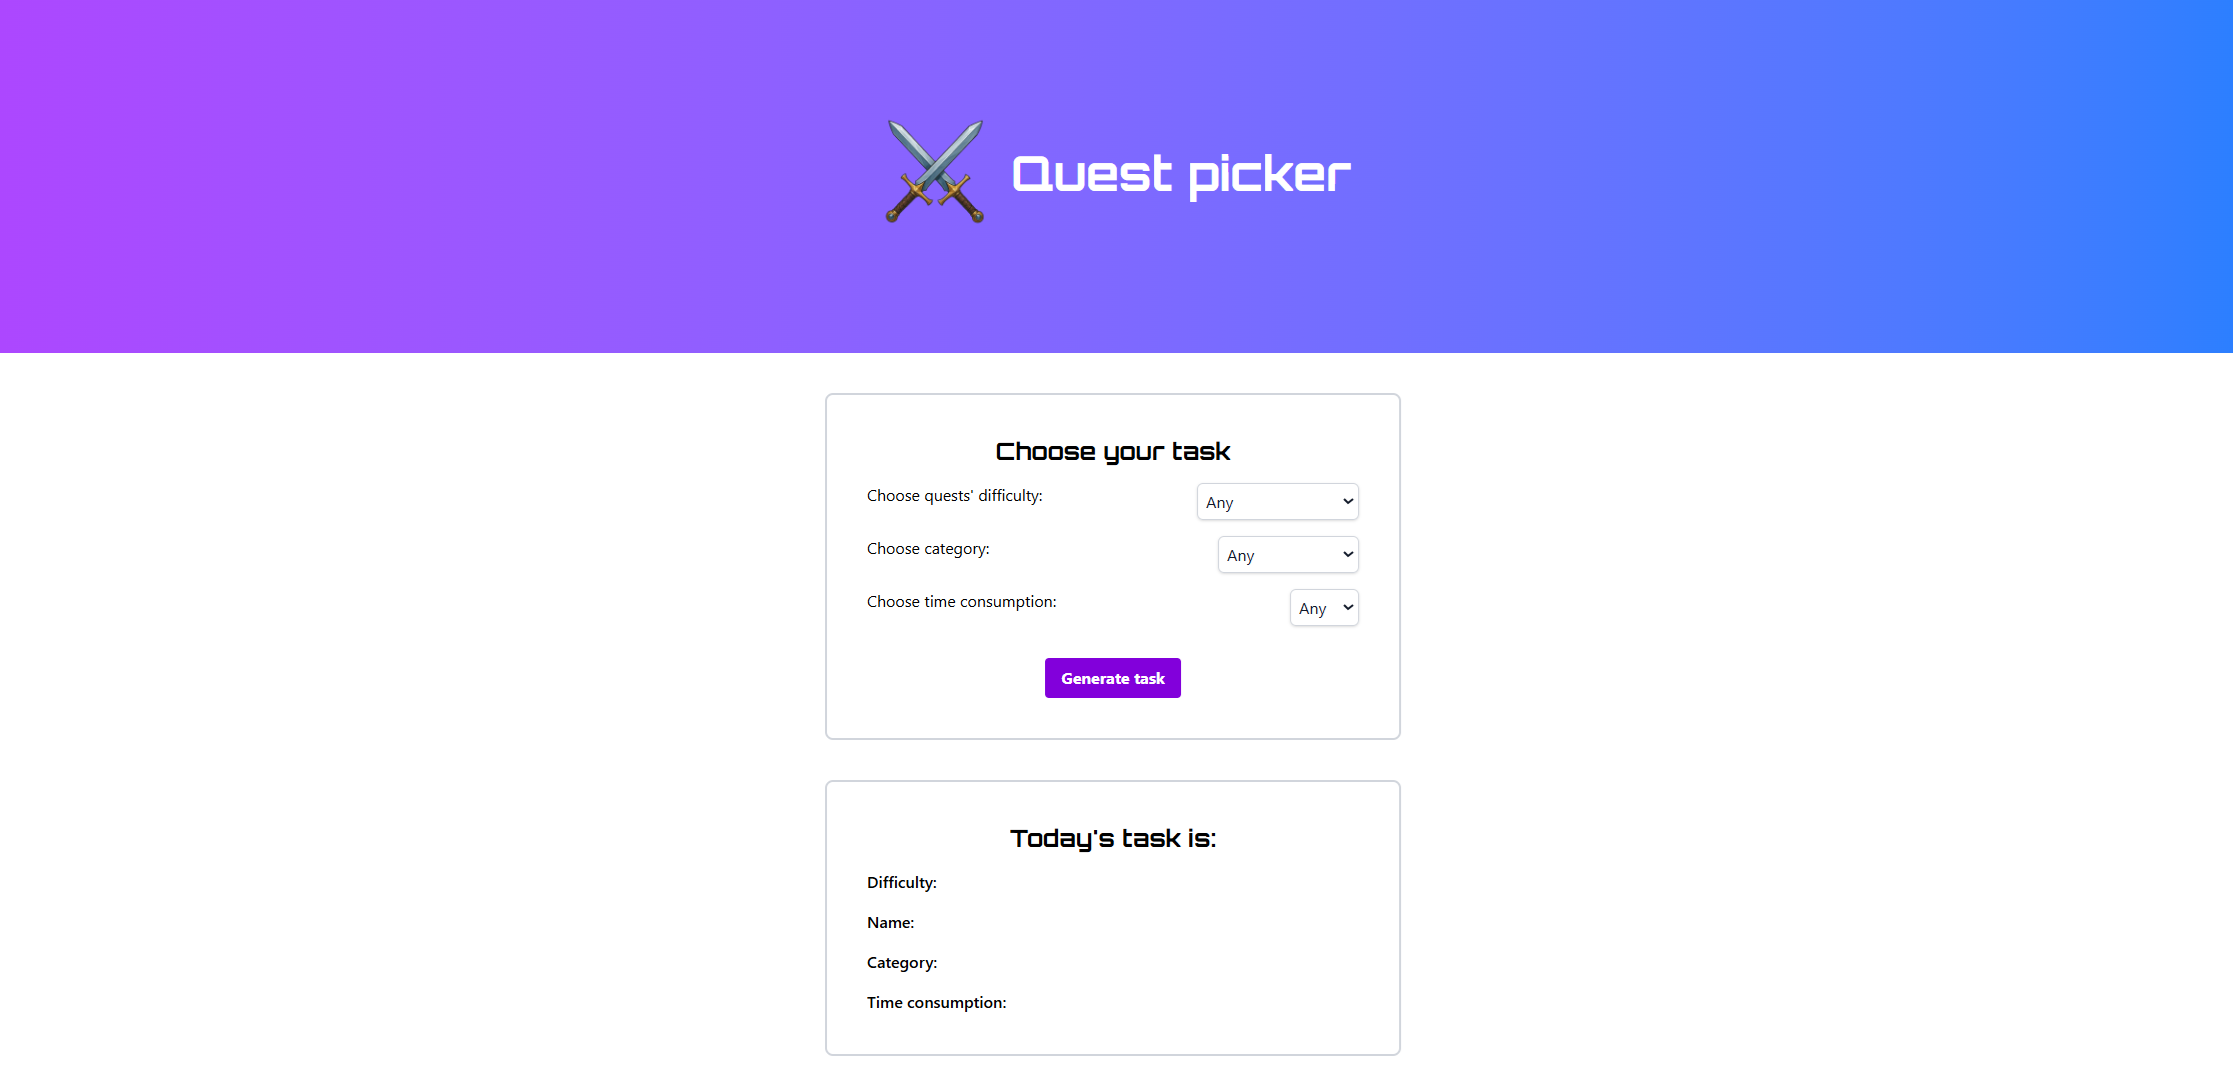 Quest picker
Choose your task
Choose quests' difficulty: Any
Choose category: Any
Choose time consumption: Any
Generate task
Today's task is:
Difficulty:
Name:
Category:
Time consumption: